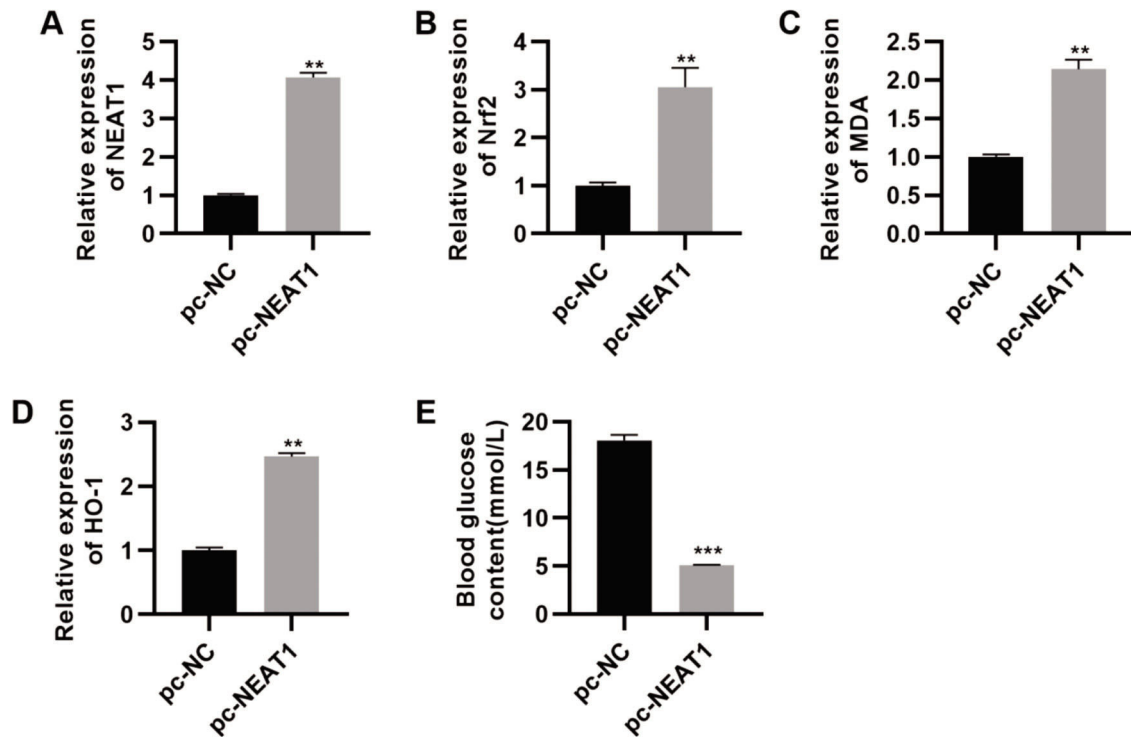 A
Relative expression
of NEAT1
5
4
3
2
1
0
**
pc-NC
pc-NEAT1
B
Relative expression
of Nrf2
4
3
2
1
0
**
pc-NC
pc-NEAT1
C
Relative expression
of MDA
2.5
2.0
1.5
1.0
0.5
0.0
**
pc-NC
pc-NEAT1
D
Relative expression
of HO-1
3
2
1
0
**
pc-NC
pc-NEAT1
E
Blood glucose
content(mmol/L)
20
15
10
5
0
***
pc-NC
pc-NEAT1